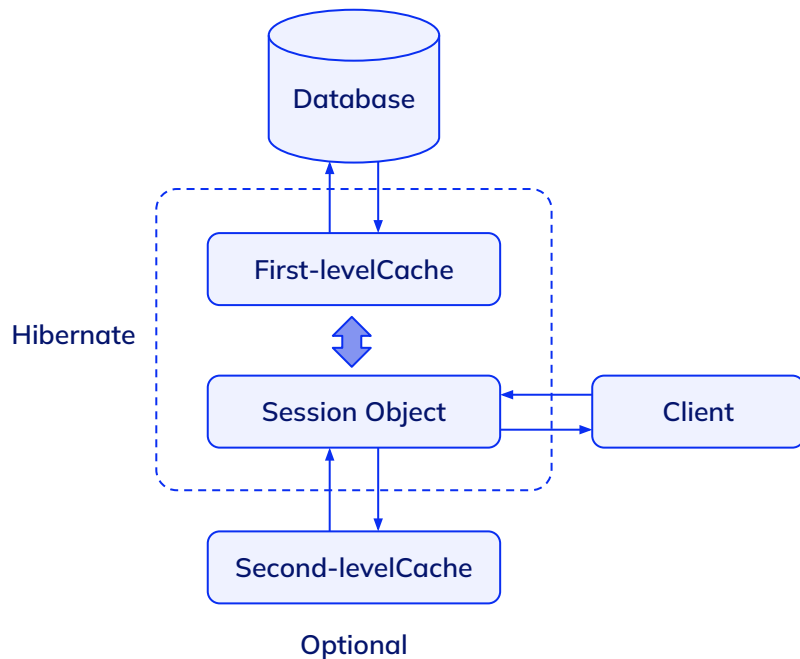 Database
First-levelCache
Hibernate
Session Object
Client
Second-levelCache
Optional